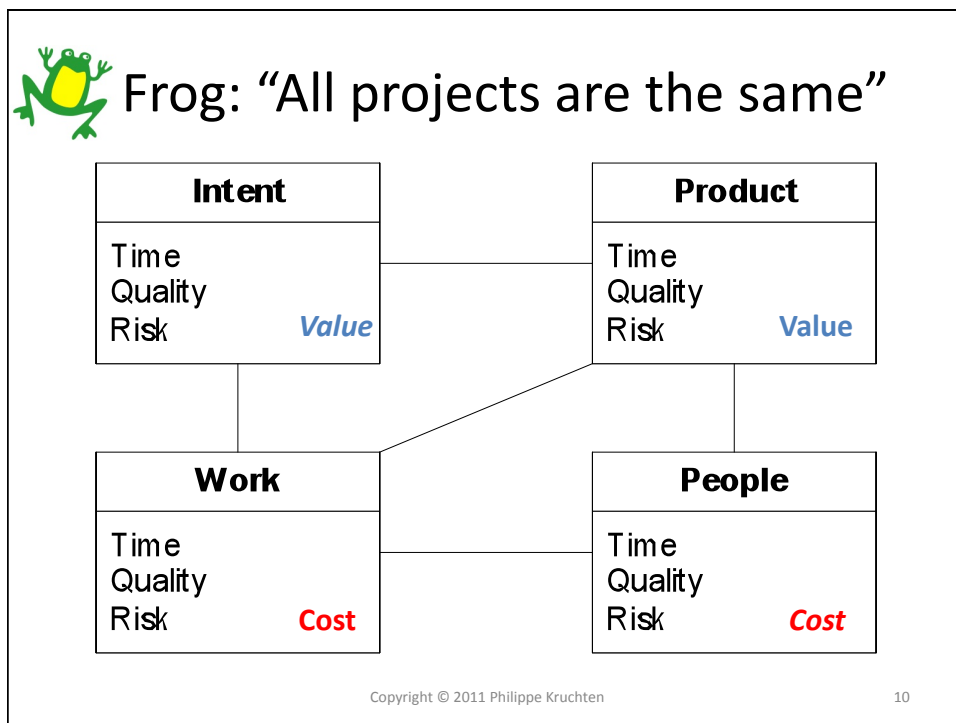 Frog: “All projects are the same”
Intent
Time
Quality
Risk
Value
Product
Time
Quality
Risk
Value
Work
Time
Quality
Risk
Cost
People
Time
Quality
Risk
Cost
Copyright © 2011 Philippe Kruchten
10